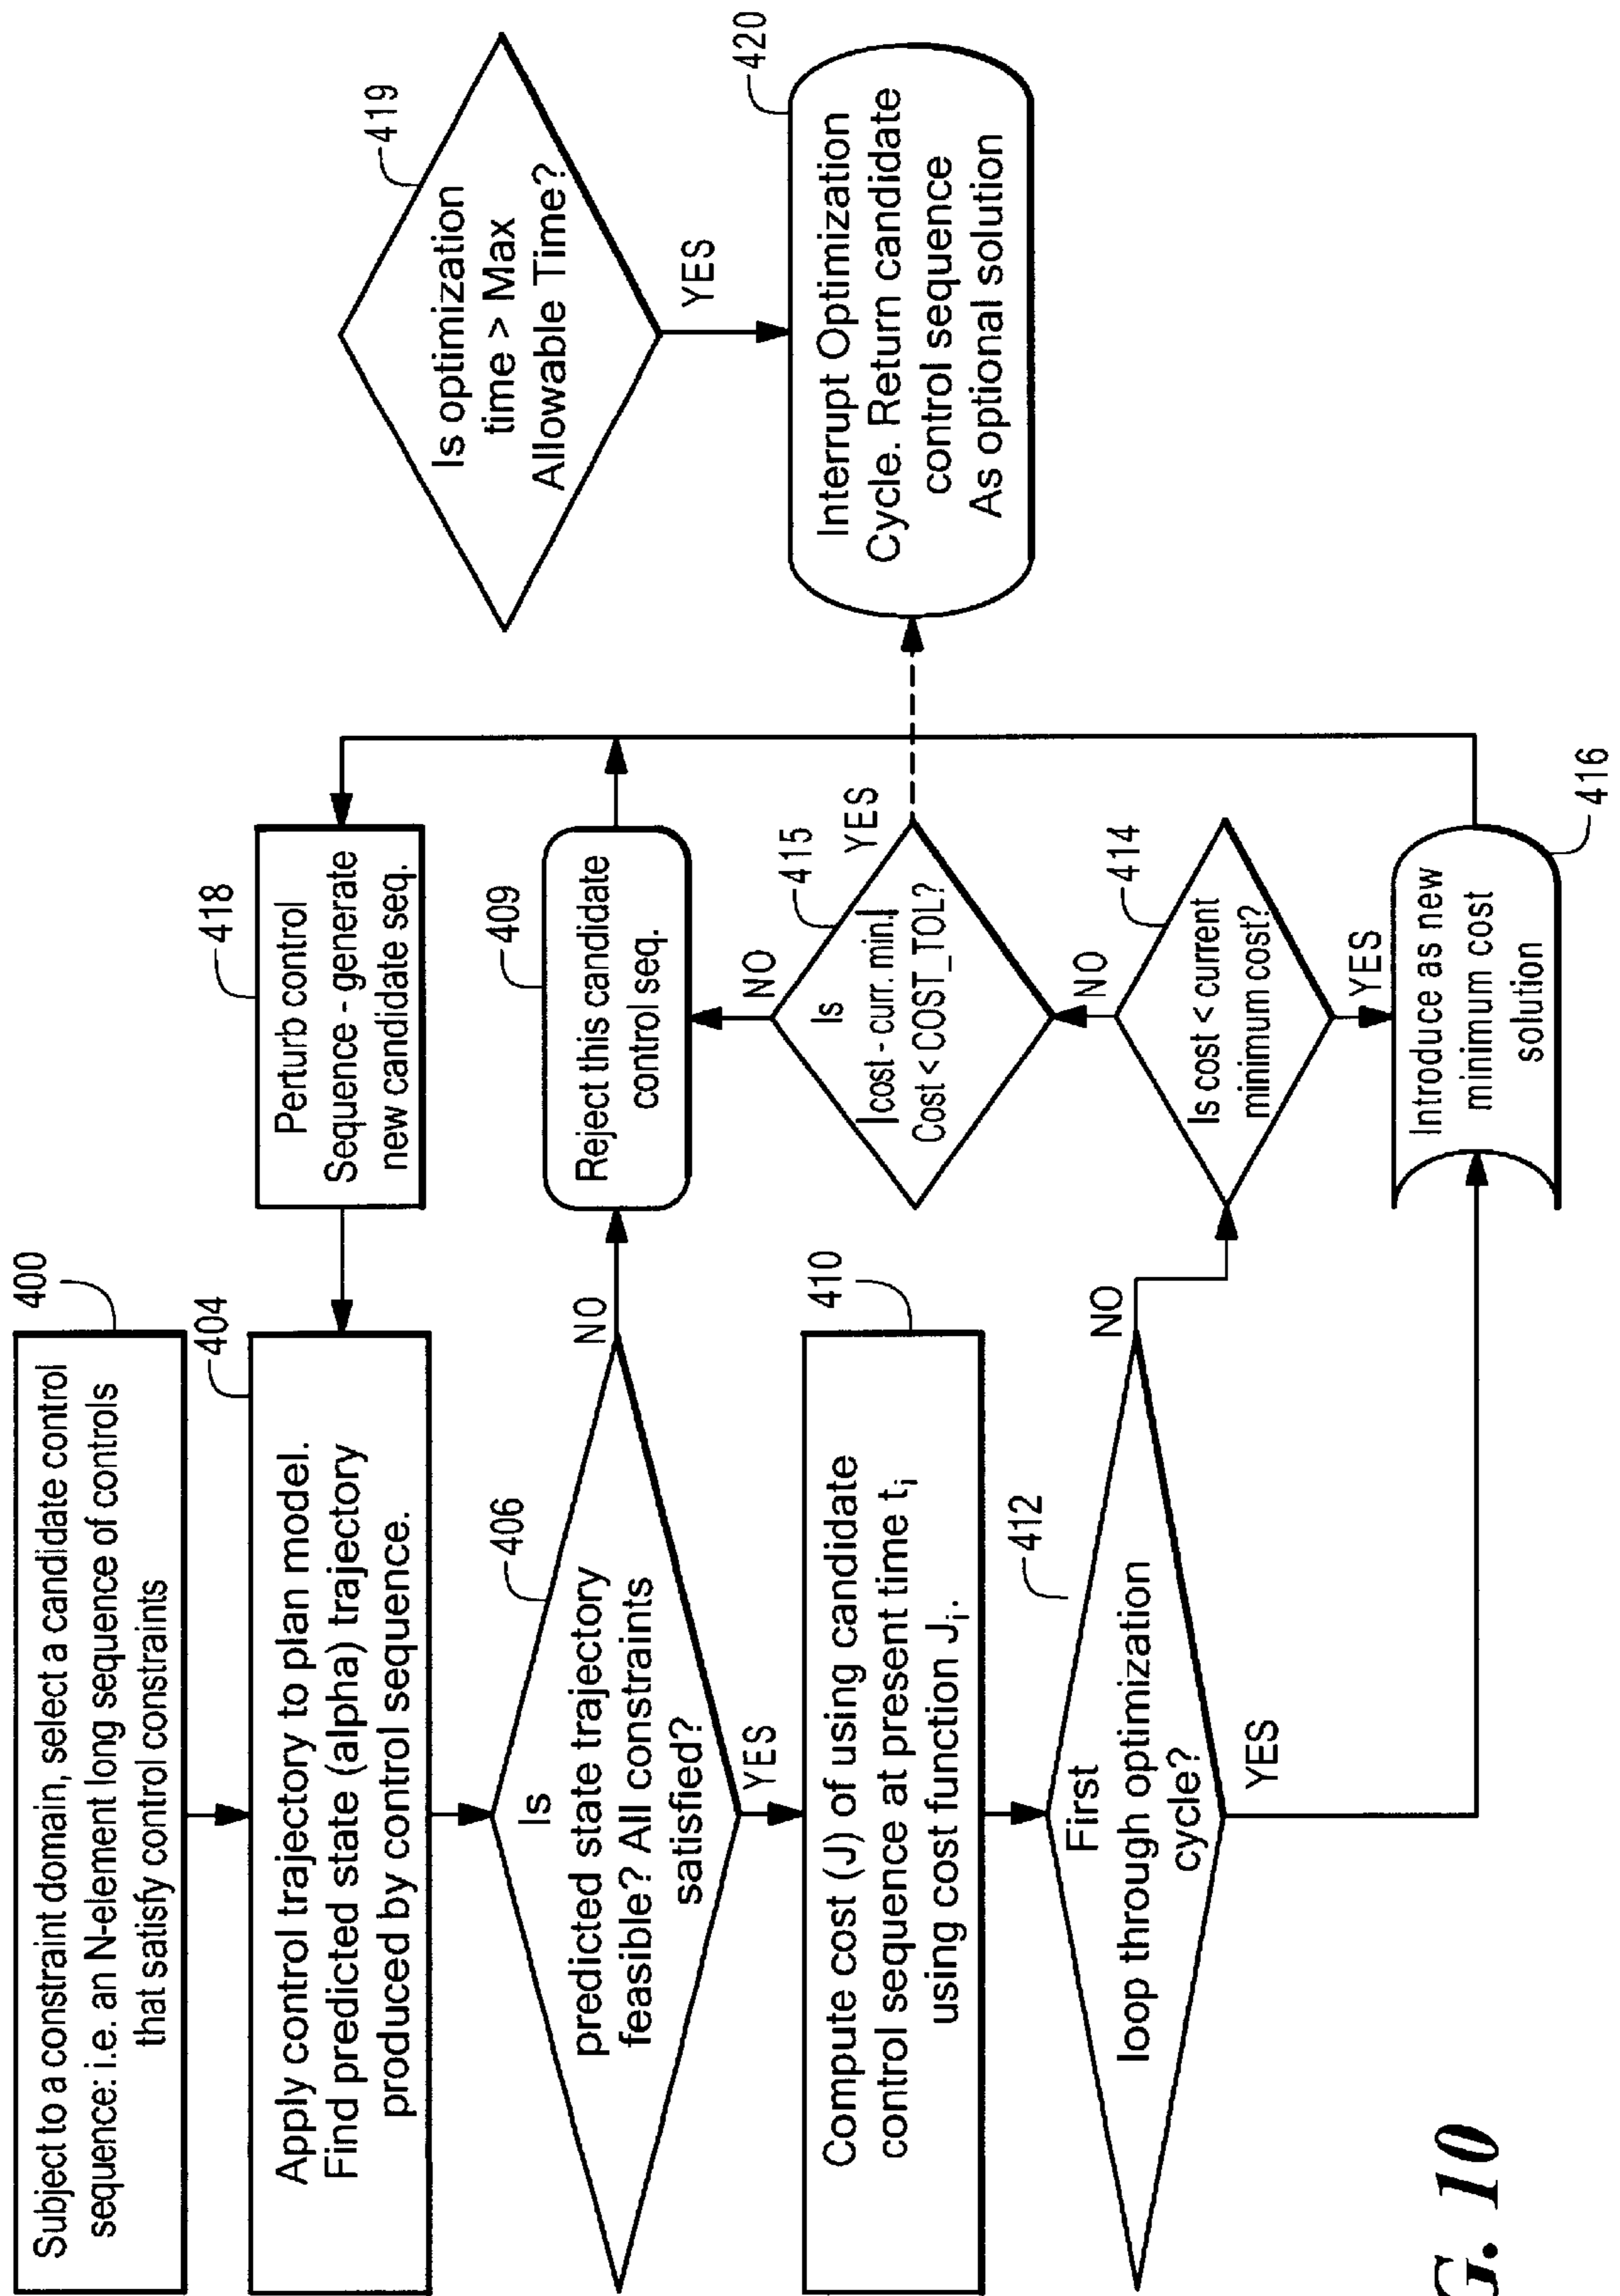 400
Subject to a constraint domain, select a candidate control
sequence: i.e. an N-element long sequence of controls
that satisfy control constraints
404
Apply control trajectory to plan model.
Find predicted state (alpha) trajectory
produced by control sequence.
418
Perturb control
Sequence - generate
new candidate seq.
406
Is
predicted state trajectory
feasible? All constraints
satisfied?
NO
YES
409
Reject this candidate
control seq.
410
Compute cost (J) of using candidate
control sequence at present time ti
using cost function Ji.
412
First
loop through optimization
cycle?
NO
YES
415
Is
|cost - curr. min.|
Cost < COST_TOL?
NO
YES
414
Is cost < current
minimum cost?
NO
YES
416
Introduce as new
minimum cost
solution
419
Is optimization
time > Max
Allowable Time?
YES
420
Interrupt Optimization
Cycle. Return candidate
control sequence
As optional solution
G. 10